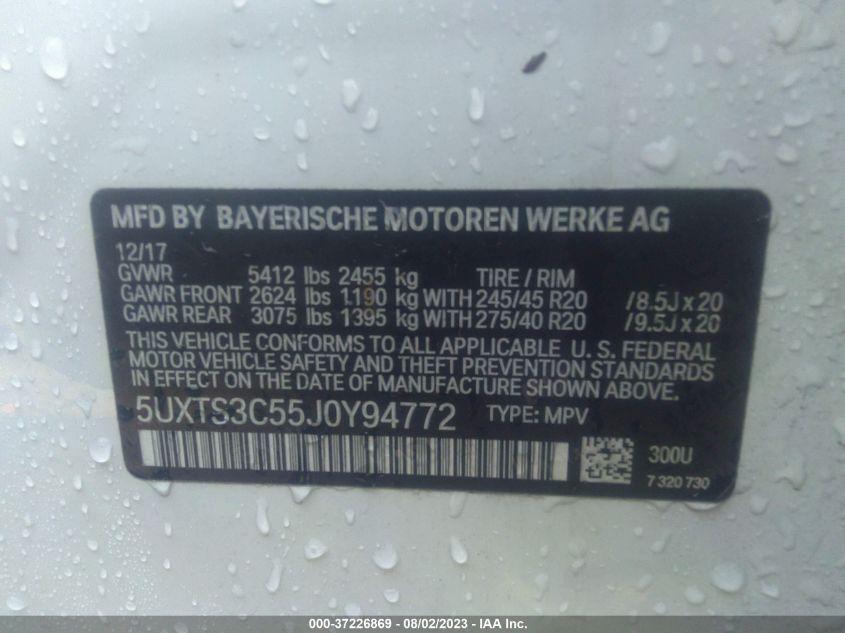 MFD BY BAYERISCHE MOTOREN WERKE AG
12/17
GVWR 5412 lbs 2455 kg TIRE / RIM
GAWR FRONT 2624 lbs 1190 kg WITH 245/45 R20 /8.5J x 20
GAWR REAR 3075 lbs 1395 kg WITH 275/40 R20 /9.5J x 20
THIS VEHICLE CONFORMS TO ALL APPLICABLE U. S. FEDERAL
MOTOR VEHICLE SAFETY AND THEFT PREVENTION STANDARDS
IN EFFECT ON THE DATE OF MANUFACTURE SHOWN ABOVE.
5UXTS3C55J0Y94772 TYPE: MPV
300U
7 320 730
000-37226869 - 08/02/2023 - IAA Inc.